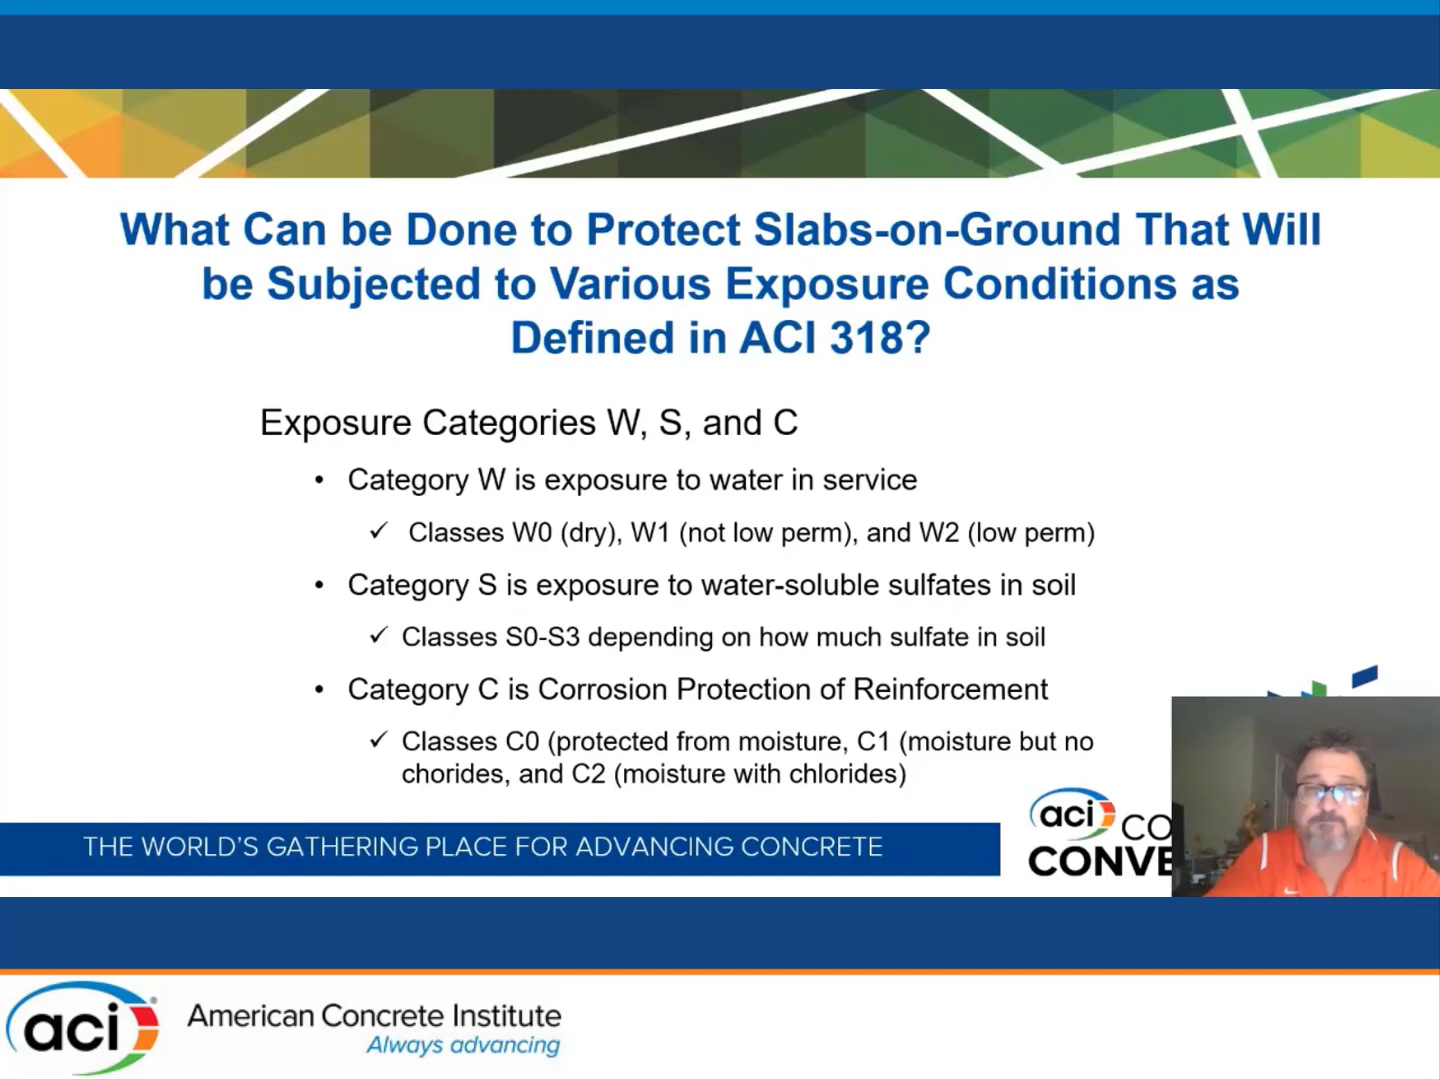 What Can be Done to Protect Slabs-on-Ground That Will
be Subjected to Various Exposure Conditions as
Defined in ACI 318?
Exposure Categories W, S, and C
• Category W is exposure to water in service
✓ Classes W0 (dry), W1 (not low perm), and W2 (low perm)
• Category S is exposure to water-soluble sulfates in soil
✓ Classes S0-S3 depending on how much sulfate in soil
• Category C is Corrosion Protection of Reinforcement
✓ Classes C0 (protected from moisture, C1 (moisture but no
chorides, and C2 (moisture with chlorides)
THE WORLD'S GATHERING PLACE FOR ADVANCING CONCRETE
aci CO
CONVE
aci
American Concrete Institute
Always advancing